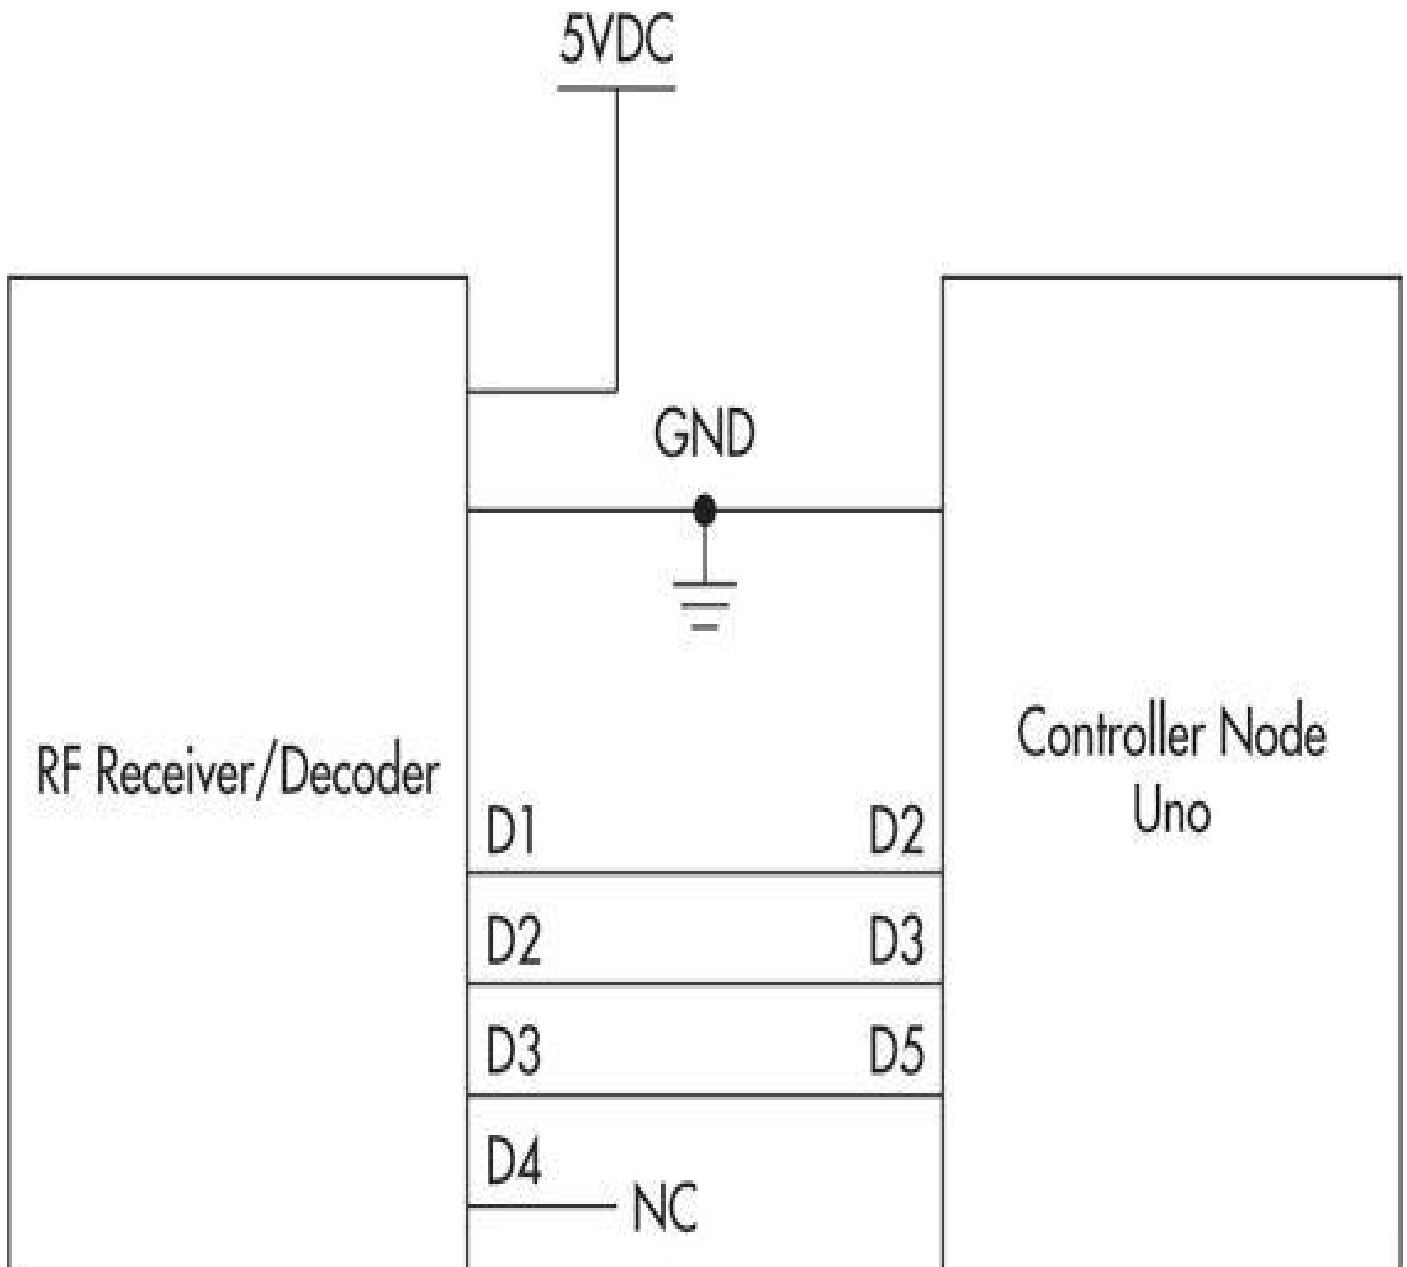 5VDC
GND
RF Receiver/Decoder
Controller Node
Uno
D1
D2
D2
D3
D3
D5
D4
NC